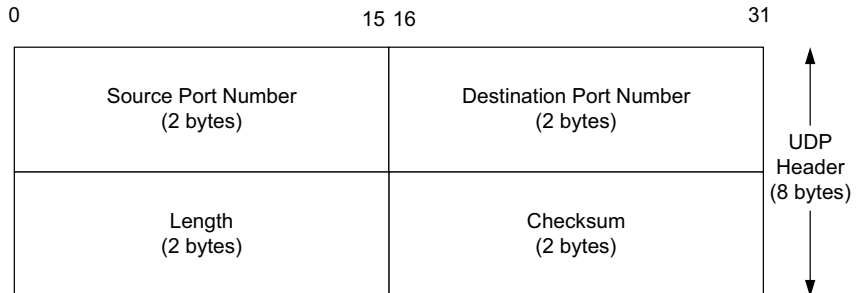 0 15 16 31
Source Port Number
(2 bytes)
Destination Port Number
(2 bytes)
UDP
Header
(8 bytes)
Length
(2 bytes)
Checksum
(2 bytes)